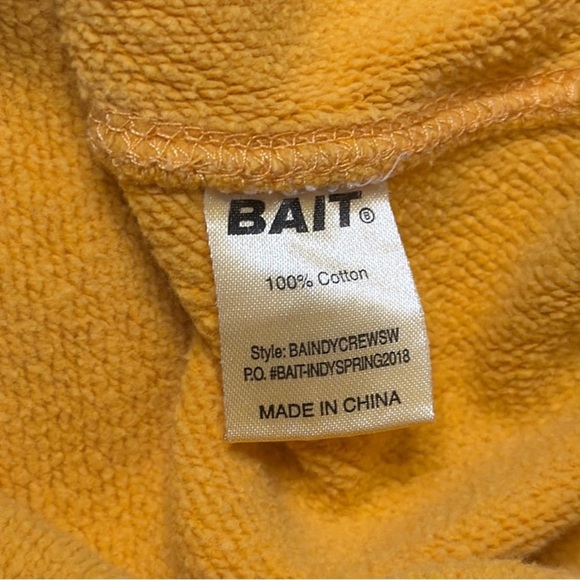 BAIT®
100% Cotton
Style: BAINDYCREWSW
P.O. #BAIT-INDYSPRING2018
MADE IN CHINA